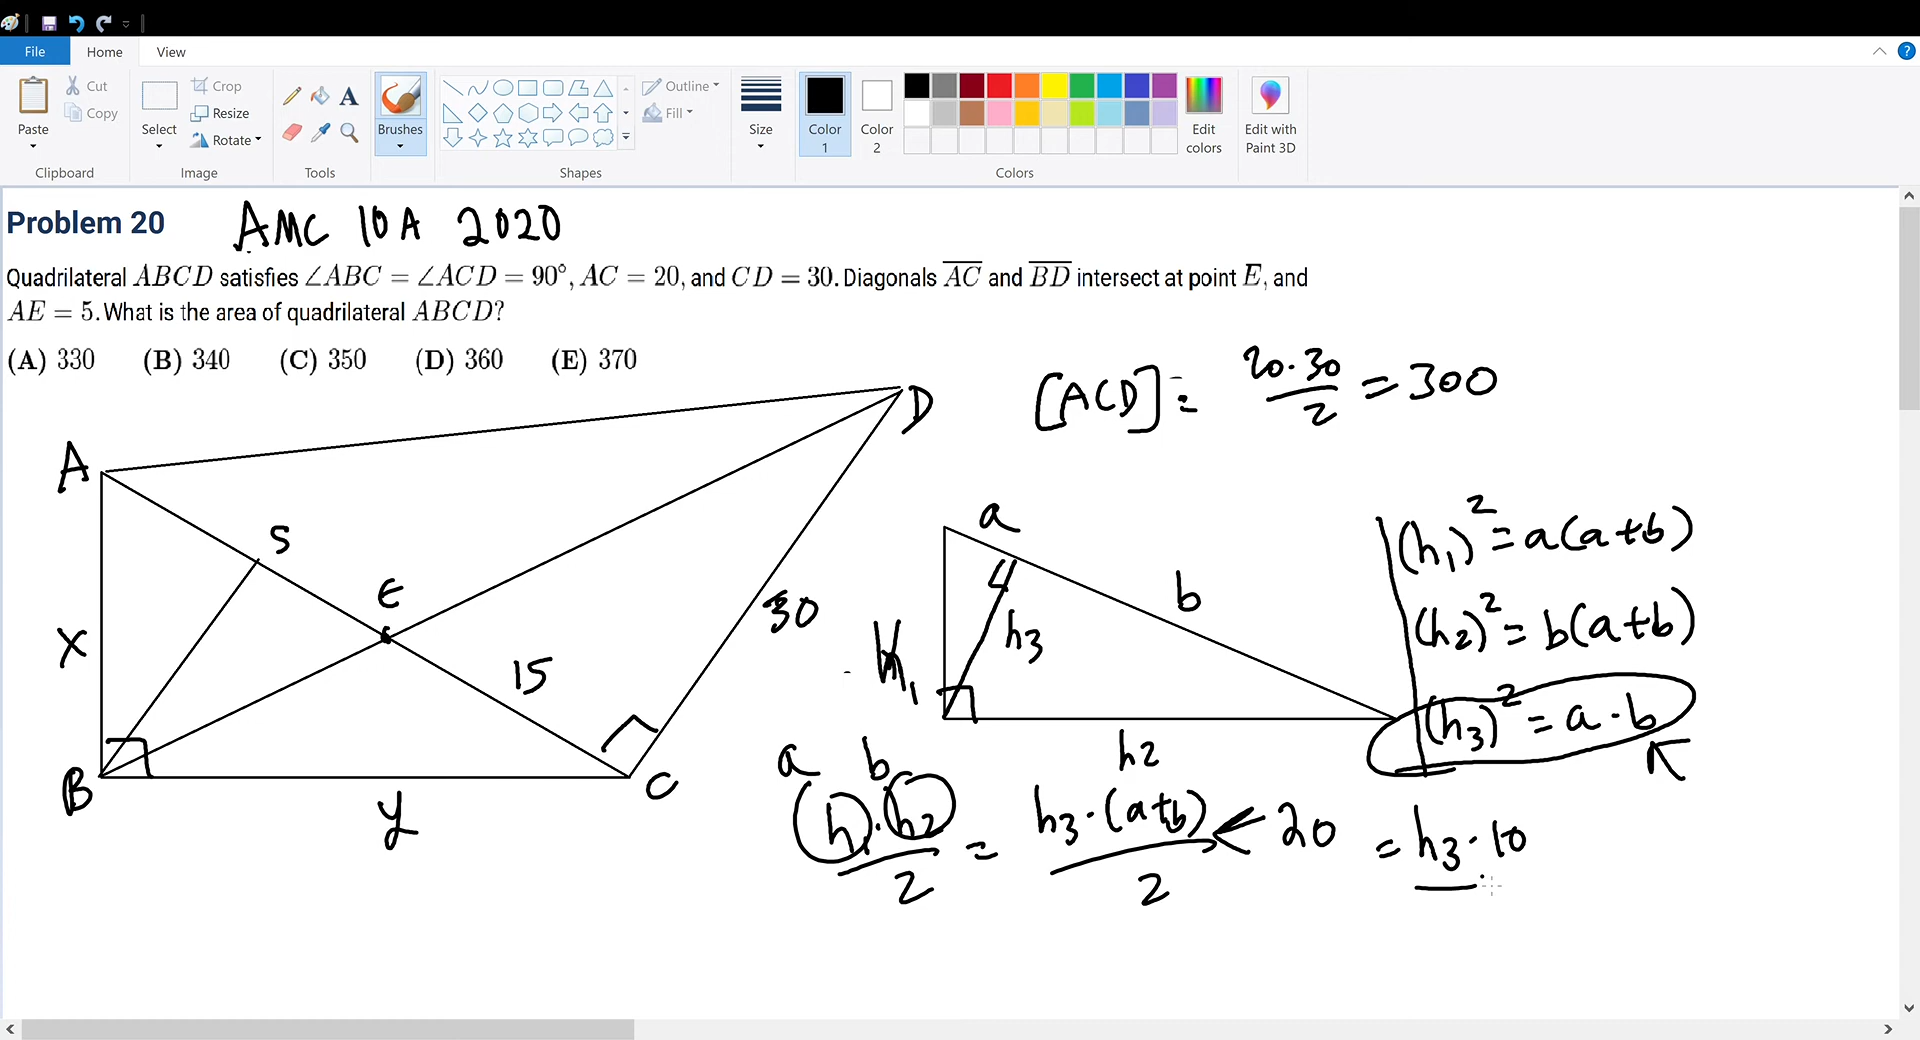 File Home View
Paste
Cut
Copy
Clipboard
Select
Crop
Resize
Rotate
Image
A
Tools
Brushes
Shapes
Outline
Fill
Size
Color 1
Color 2
Colors
Edit colors
Edit with Paint 3D
?
Problem 20 AMC 10A 2020
Quadrilateral ABCD satisfies ∠ABC = ∠ACD = 90°, AC = 20, and CD = 30. Diagonals AC and BD intersect at point E, and
AE = 5. What is the area of quadrilateral ABCD?
(A) 330 (B) 340 (C) 350 (D) 360 (E) 370
[ACD] = 20·30/2 = 300
D
A
5
E
x
15
30
B
y
C
a
b
h3
h1
h2
(h1)² = a(a+b)
(h2)² = b(a+b)
(h3)² = a·b
a b
(h1·h2)/2 = h3·(a+b)/2 ← 20 = h3·10